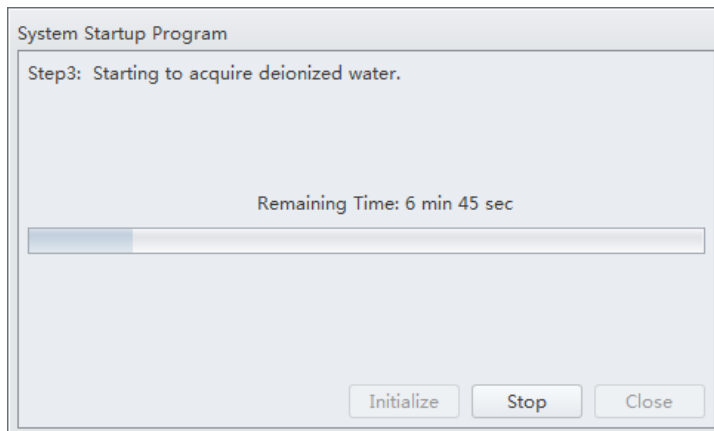 System Startup Program
Step3: Starting to acquire deionized water.
Remaining Time: 6 min 45 sec
Initialize Stop Close